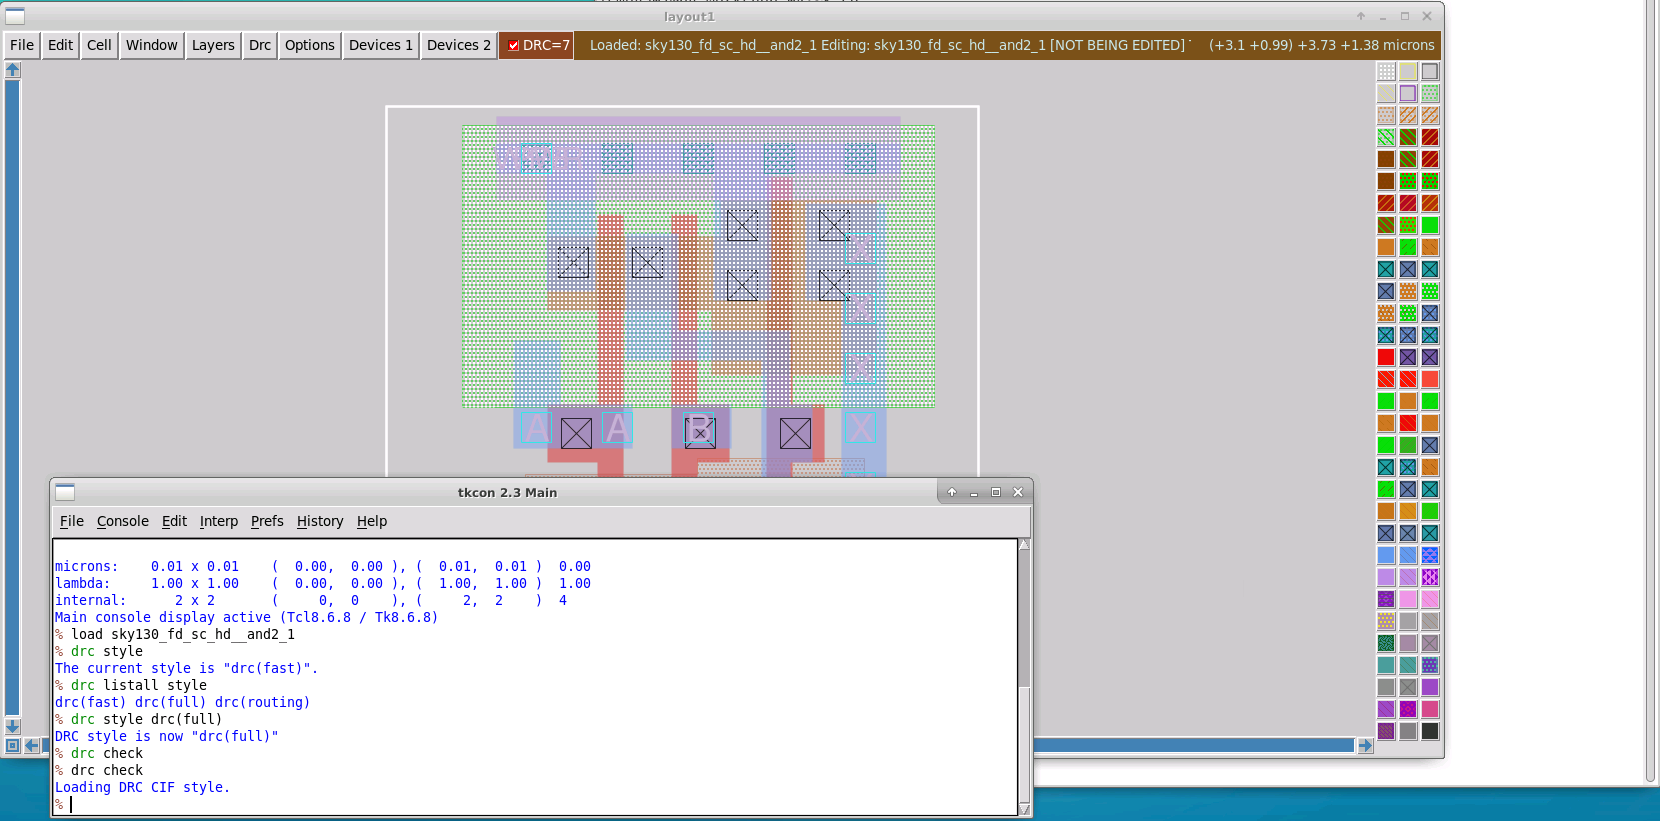 layout1
File Edit Cell Window Layers Drc Options Devices 1 Devices 2 DRC=7 Loaded: sky130_fd_sc_hd__and2_1 Editing: sky130_fd_sc_hd__and2_1 [NOT BEING EDITED] (+3.1 +0.99) +3.73 +1.38 microns
X
X
X
A A B X
tkcon 2.3 Main
File Console Edit Interp Prefs History Help
microns: 0.01 x 0.01 ( 0.00, 0.00 ), ( 0.01, 0.01 ) 0.00
lambda: 1.00 x 1.00 ( 0.00, 0.00 ), ( 1.00, 1.00 ) 1.00
internal: 2 x 2 ( 0, 0 ), ( 2, 2 ) 4
Main console display active (Tcl8.6.8 / Tk8.6.8)
% load sky130_fd_sc_hd__and2_1
% drc style
The current style is "drc(fast)".
% drc listall style
drc(fast) drc(full) drc(routing)
% drc style drc(full)
DRC style is now "drc(full)"
% drc check
% drc check
Loading DRC CIF style.
%